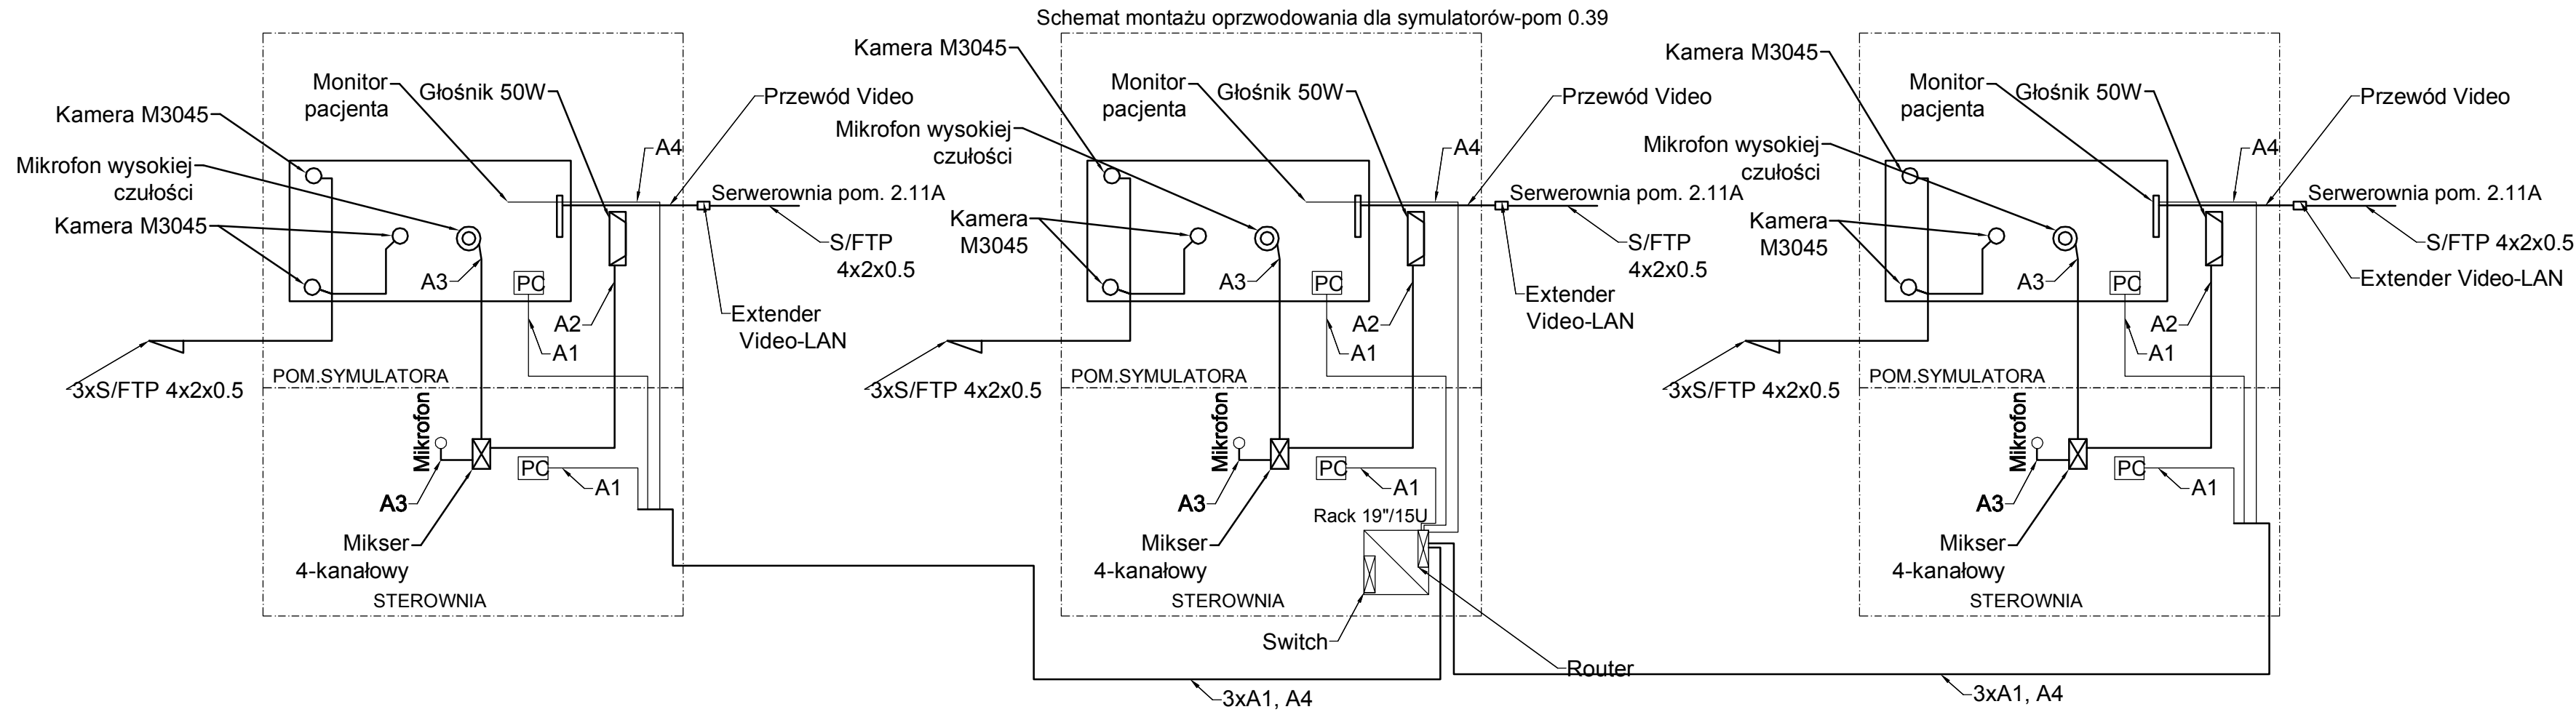 Schemat montażu oprzwodowania dla symulatorów-pom 0.39
Kamera M3045
Mikrofon wysokiej
czułości
Kamera M3045
Monitor
pacjenta
Głośnik 50W
Przewód Video
A4
Serwerownia pom. 2.11A
S/FTP
4x2x0.5
Extender
Video-LAN
A3
PC
A2
A1
3xS/FTP 4x2x0.5
POM.SYMULATORA
Mikrofon
A3
PC
A1
Mikser
4-kanałowy
STEROWNIA
Kamera M3045
Monitor
pacjenta
Głośnik 50W
Przewód Video
Mikrofon wysokiej
czułości
A4
Serwerownia pom. 2.11A
Kamera
M3045
S/FTP
4x2x0.5
Extender
Video-LAN
A3
PC
A2
A1
3xS/FTP 4x2x0.5
POM.SYMULATORA
Mikrofon
A3
PC
A1
Rack 19"/15U
Mikser
4-kanałowy
STEROWNIA
Switch
Router
3xA1, A4
Kamera M3045
Monitor
pacjenta
Głośnik 50W
Przewód Video
Mikrofon wysokiej
czułości
A4
Serwerownia pom. 2.11A
Kamera
M3045
S/FTP 4x2x0.5
Extender Video-LAN
A3
PC
A2
A1
3xS/FTP 4x2x0.5
POM.SYMULATORA
Mikrofon
A3
PC
A1
Mikser
4-kanałowy
STEROWNIA
3xA1, A4